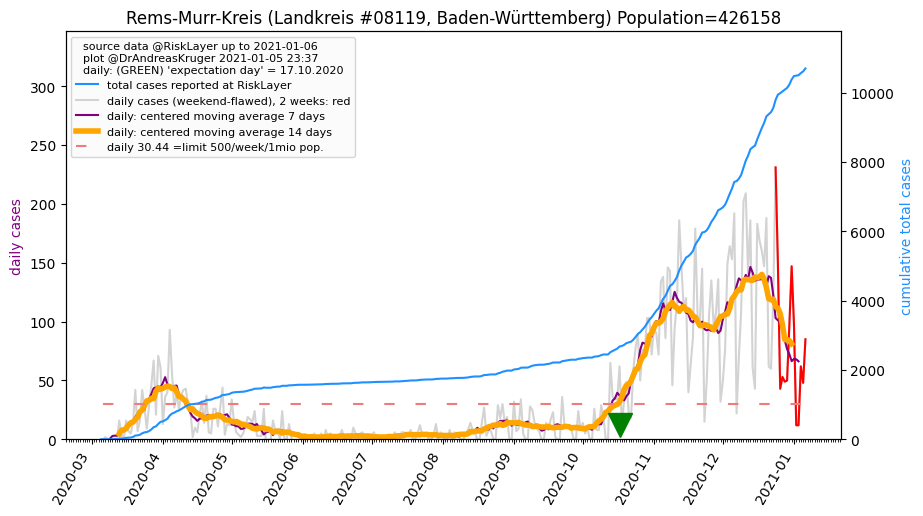 Rems-Murr-Kreis (Landkreis #08119, Baden-Württemberg) Population=426158
source data @RiskLayer up to 2021-01-06
plot @DrAndreasKruger 2021-01-05 23:37
daily: (GREEN) 'expectation day' = 17.10.2020
total cases reported at RiskLayer
daily cases (weekend-flawed), 2 weeks: red
daily: centered moving average 7 days
daily: centered moving average 14 days
daily 30.44 =limit 500/week/1mio pop.
daily cases
300
250
200
150
100
50
0
10000
8000
6000
4000
2000
0
cumulative total cases
2020-03
2020-04
2020-05
2020-06
2020-07
2020-08
2020-09
2020-10
2020-11
2020-12
2021-01